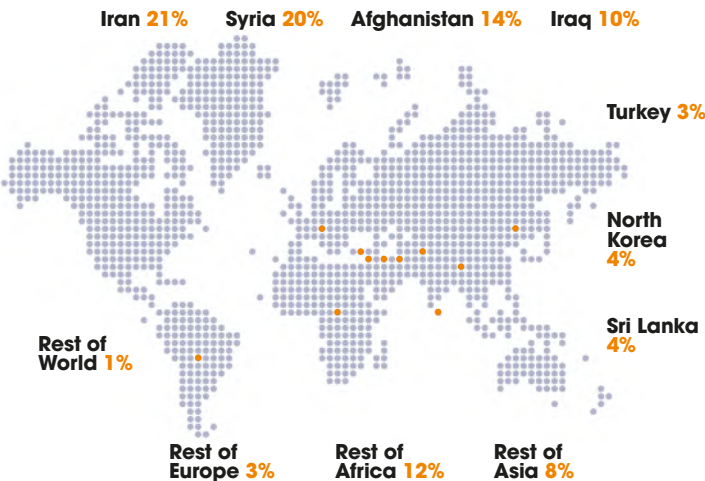 Iran 21% Syria 20% Afghanistan 14% Iraq 10%
Turkey 3%
North
Korea
4%
Sri Lanka
4%
Rest of
World 1%
Rest of
Europe 3%
Rest of
Africa 12%
Rest of
Asia 8%